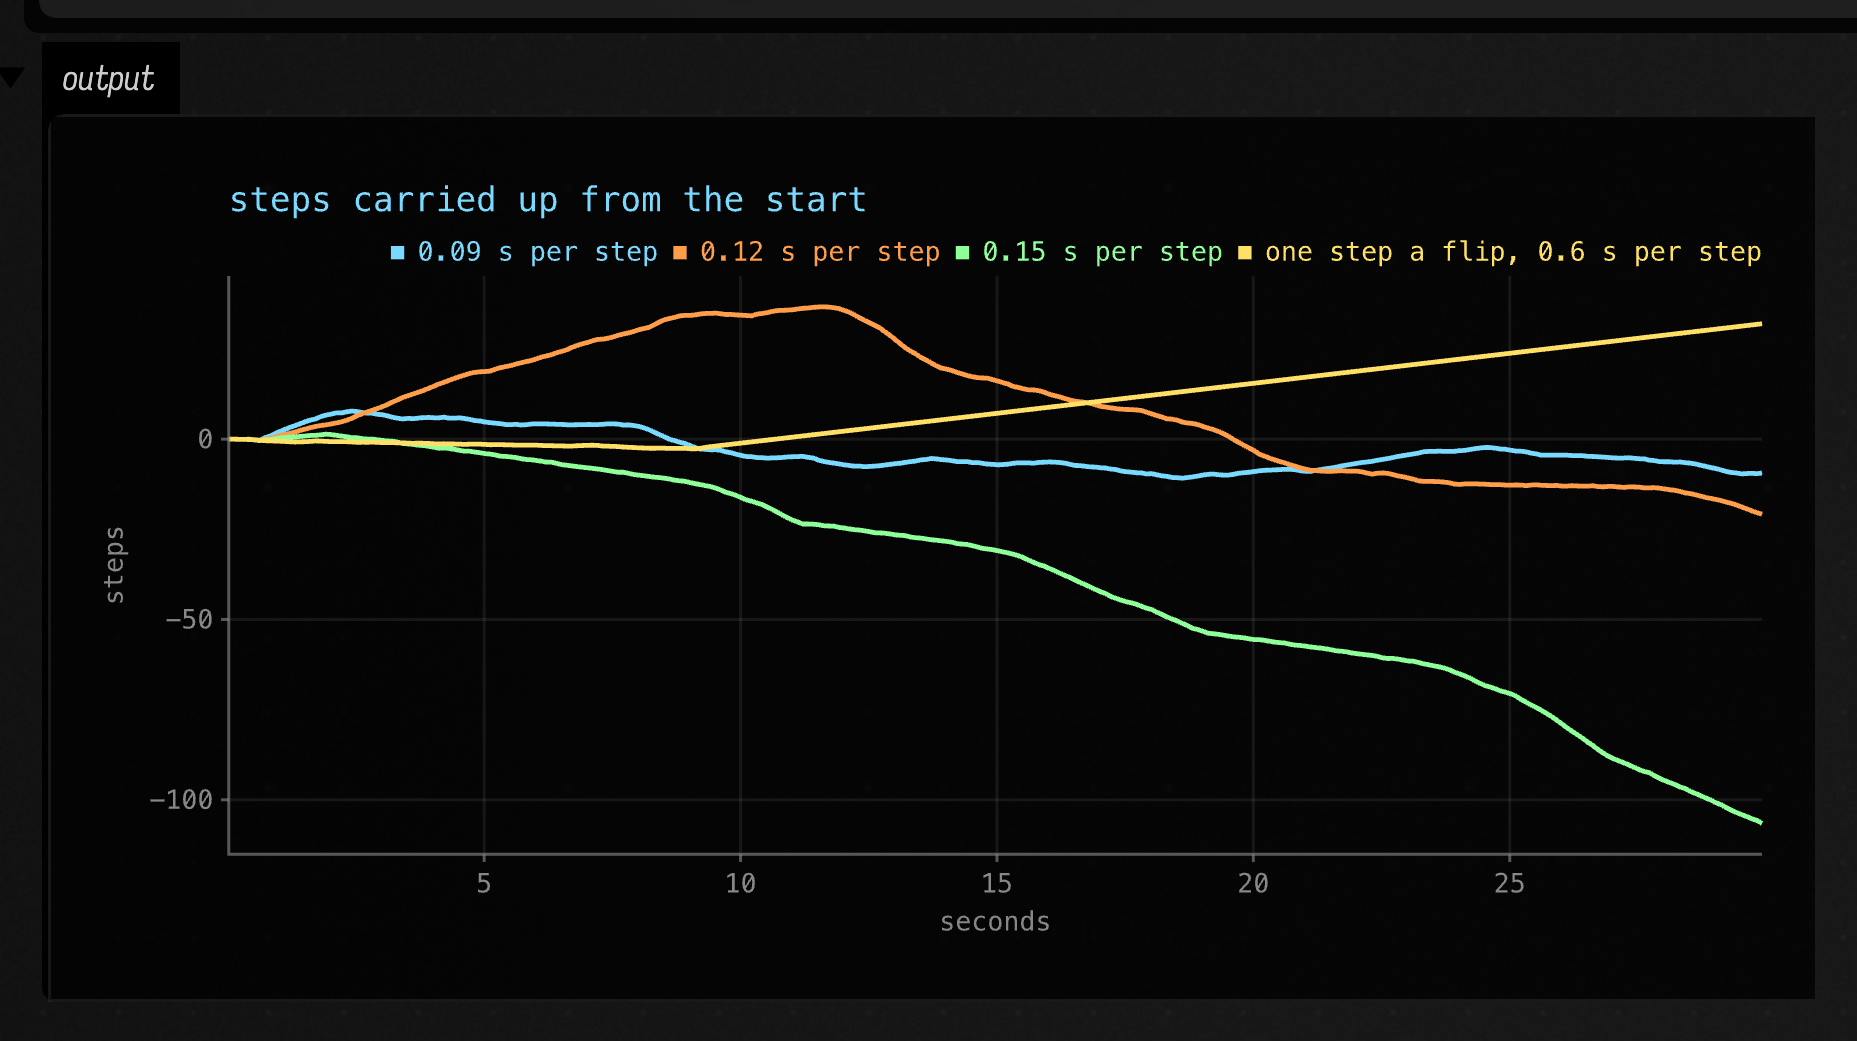 output
steps carried up from the start
0.09 s per step 0.12 s per step 0.15 s per step one step a flip, 0.6 s per step
0
−50
−100
steps
5 10 15 20 25
seconds